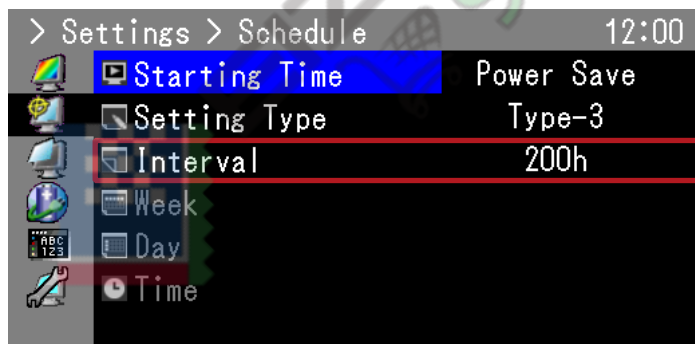 > Settings > Schedule 12:00
Starting Time Power Save
Setting Type Type-3
Interval 200h
Week
ABC Day
123
Time